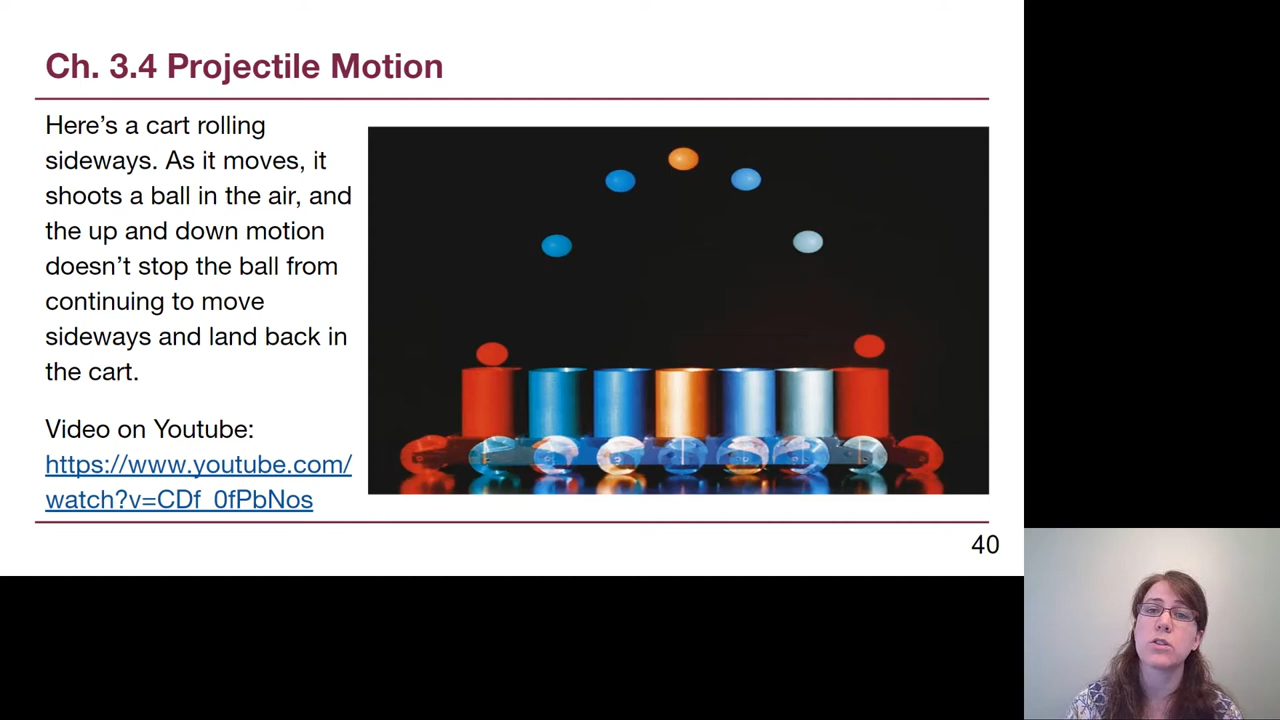 Ch. 3.4 Projectile Motion
Here’s a cart rolling
sideways. As it moves, it
shoots a ball in the air, and
the up and down motion
doesn’t stop the ball from
continuing to move
sideways and land back in
the cart.
Video on Youtube:
https://www.youtube.com/
watch?v=CDf_0fPbNos
40